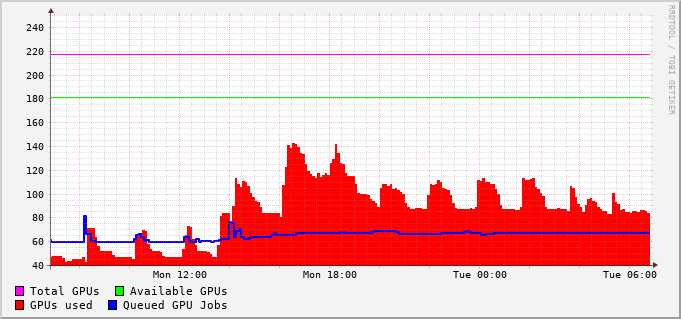 240
220
200
180
160
140
120
100
80
60
40
Mon 12:00 Mon 18:00 Tue 00:00 Tue 06:00
Total GPUs Available GPUs
GPUs used Queued GPU Jobs
RRDTOOL / TOBI OETIKER